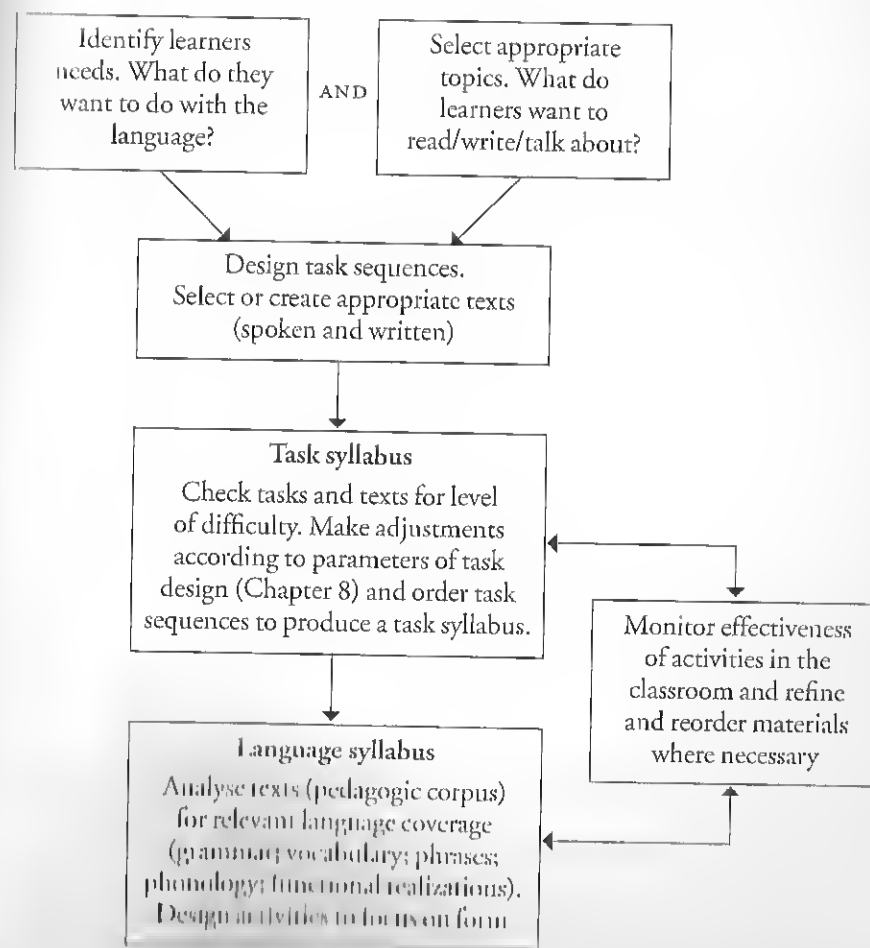 Identify learners
needs. What do they
want to do with the
language?
AND
Select appropriate
topics. What do
learners want to
read/write/talk about?
Design task sequences.
Select or create appropriate texts
(spoken and written)
Task syllabus
Check tasks and texts for level
of difficulty. Make adjustments
according to parameters of task
design (Chapter 8) and order task
sequences to produce a task syllabus.
Monitor effectiveness
of activities in the
classroom and refine
and reorder materials
where necessary
Language syllabus
Analyse texts (pedagogic corpus)
for relevant language coverage
(grammar; vocabulary; phrases;
phonology; functional realizations).
Design activities to focus on form